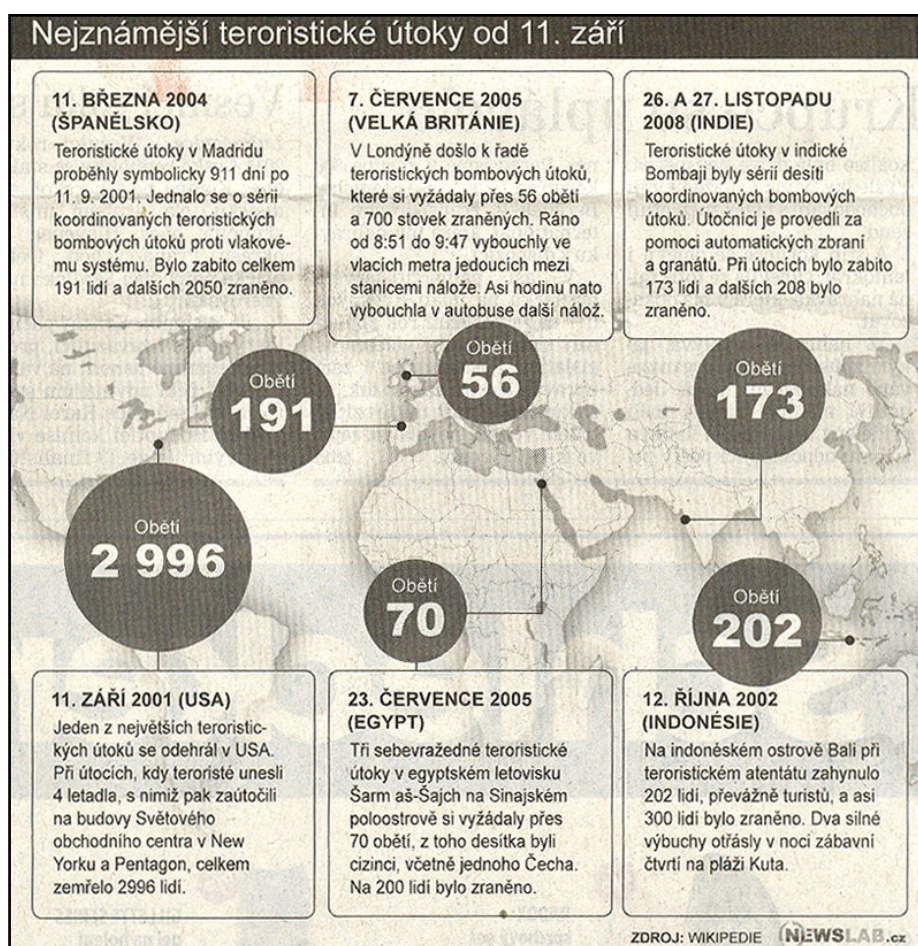 Nejznámější teroristické útoky od 11. září
11. BŘEZNA 2004
(ŠPANĚLSKO)
Teroristické útoky v Madridu
proběhly symbolicky 911 dní po
11. 9. 2001. Jednalo se o sérii
koordinovaných teroristických
bombových útoků proti vlakové-
mu systému. Bylo zabito celkem
191 lidí a dalších 2050 zraněno.
7. ČERVENCE 2005
(VELKÁ BRITÁNIE)
V Londýně došlo k řadě
teroristických bombových útoků,
které si vyžádaly přes 56 obětí
a 700 stovek zraněných. Ráno
od 8:51 do 9:47 vybouchly ve
vlacích metra jedoucích mezi
stanicemi nálože. Asi hodinu nato
vybouchla v autobuse další nálož.
26. A 27. LISTOPADU
2008 (INDIE)
Teroristické útoky v indické
Bombaji byly sérií desíti
koordinovaných bombových
útoků. Útočníci je provedli za
pomoci automatických zbraní
a granátů. Při útocích bylo zabito
173 lidí a dalších 208 bylo
zraněno.
Obětí
191
Obětí
56
Obětí
173
Obětí
2 996
Obětí
70
Obětí
202
11. ZÁŘÍ 2001 (USA)
Jeden z největších teroristic-
kých útoků se odehrál v USA.
Při útocích, kdy teroristé unesli
4 letadla, s nimiž pak zaútočili
na budovy Světového
obchodního centra v New
Yorku a Pentagon, celkem
zemřelo 2996 lidí.
23. ČERVENCE 2005
(EGYPT)
Tři sebevražedné teroristické
útoky v egyptském letovisku
Šarm aš-Šajch na Sinajském
poloostrově si vyžádaly přes
70 obětí, z toho desítka byli
cizinci, včetně jednoho Čecha.
Na 200 lidí bylo zraněno.
12. ŘÍJNA 2002
(INDONÉSIE)
Na indonéském ostrově Bali při
teroristickém atentátu zahynulo
202 lidí, převážně turistů, a asi
300 lidí bylo zraněno. Dva silné
výbuchy otřásly v noci zábavní
čtvrtí na pláži Kuta.
ZDROJ: WIKIPEDIE NEWSLAB.cz